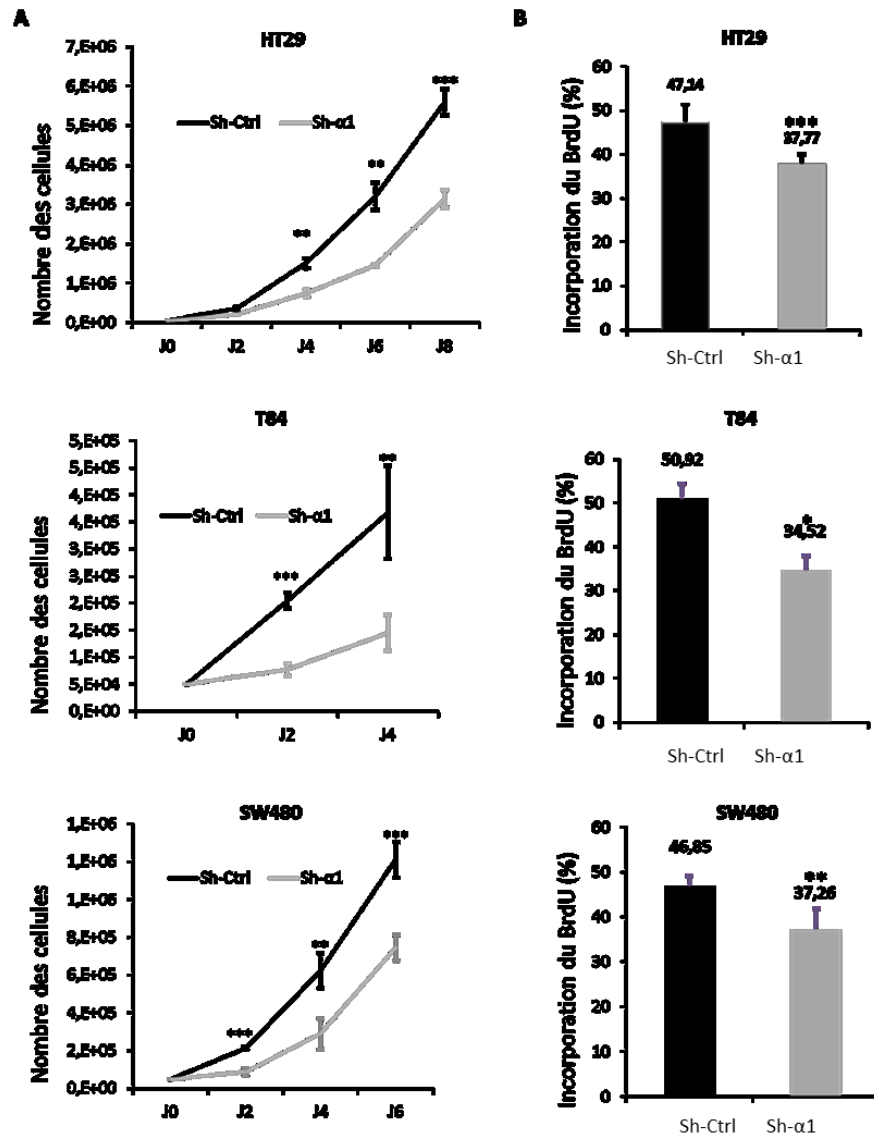 A
HT29
7,E+06
6,E+06
5,E+06
4,E+06
3,E+06
2,E+06
1,E+06
0,E+00
Nombre des cellules
Sh-Ctrl
Sh-α1
**
**
***
J0
J2
J4
J6
J8
T84
5,E+05
5,E+05
4,E+05
4,E+05
3,E+05
3,E+05
2,E+05
2,E+05
1,E+05
5,E+04
0,E+00
Nombre des cellules
Sh-Ctrl
Sh-α1
***
**
J0
J2
J4
SW480
1,E+06
1,E+06
1,E+06
8,E+05
6,E+05
4,E+05
2,E+05
0,E+00
Nombre des cellules
Sh-Ctrl
Sh-α1
***
**
***
J0
J2
J4
J6
B
HT29
60
50
40
30
20
10
0
Incorporation du BrdU (%)
47,14
***
37,77
Sh-Ctrl
Sh-α1
T84
60
50
40
30
20
10
0
Incorporation du BrdU (%)
50,92
*
34,52
Sh-Ctrl
Sh-α1
SW480
60
50
40
30
20
10
0
Incorporation du BrdU (%)
46,85
**
37,26
Sh-Ctrl
Sh-α1